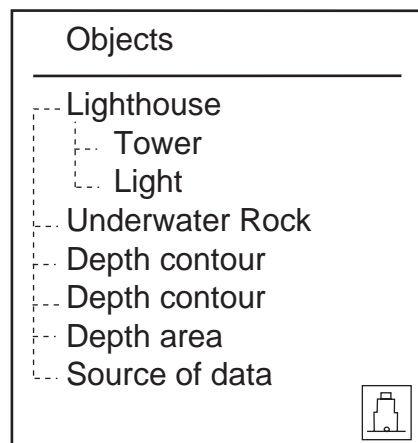 Objects
Lighthouse
Tower
Light
Underwater Rock
Depth contour
Depth contour
Depth area
Source of data